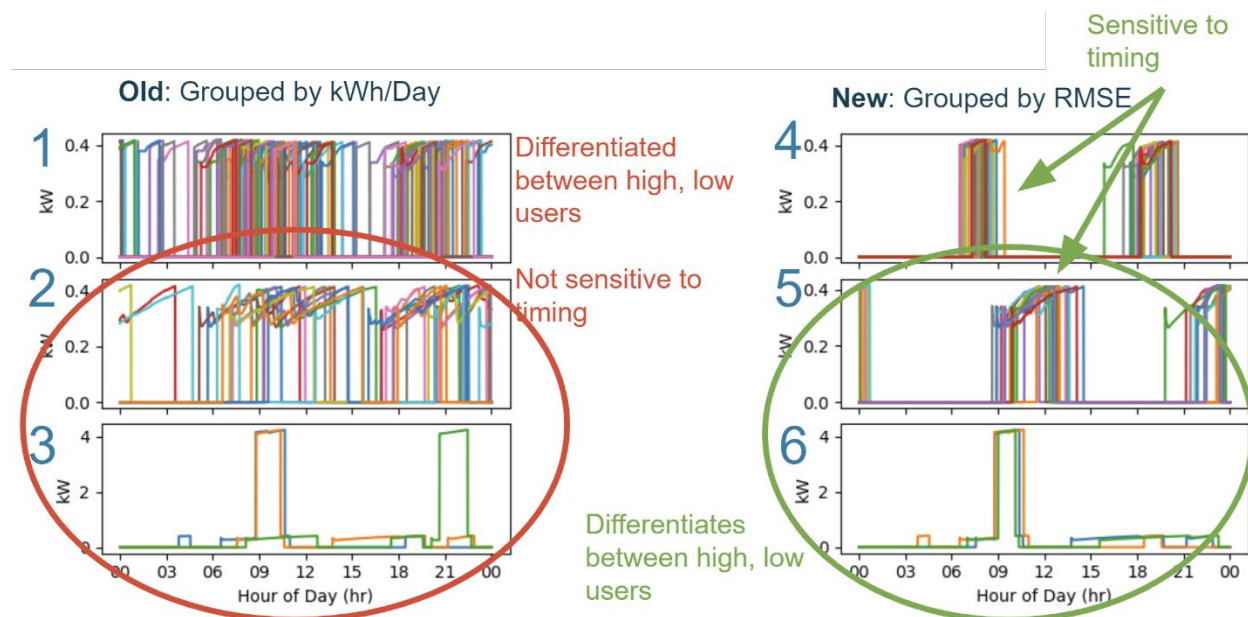 Sensitive to
timing
Old: Grouped by kWh/Day
New: Grouped by RMSE
1
0.4
0.2
0.0
kW
Differentiated
between high, low
users
4
0.4
0.2
0.0
kW
2
0.4
0.2
0.0
kW
Not sensitive to
timing
5
0.4
0.2
0.0
kW
3
4
2
0
kW
00 03 06 09 12 15 18 21 00
Hour of Day (hr)
Differentiates
between high, low
users
6
4
2
0
kW
00 03 06 09 12 15 18 21 00
Hour of Day (hr)